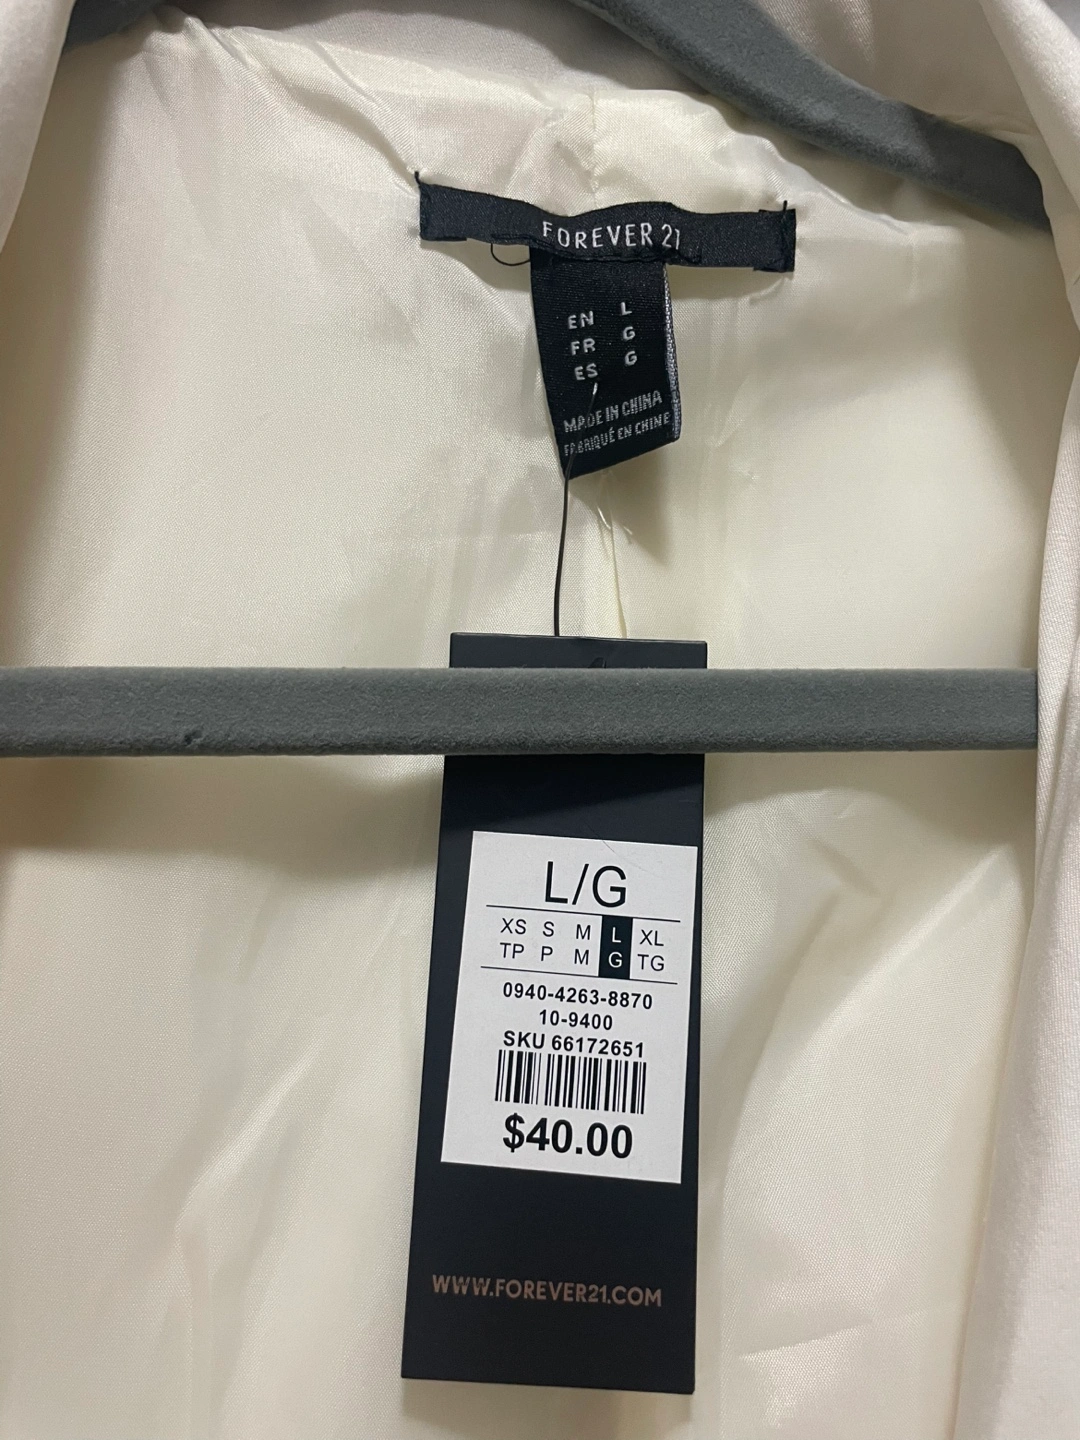 FOREVER 21
EN L
FR G
ES G
MADE IN CHINA
FABRIQUÉ EN CHINE
L/G
XS S M L XL
TP P M G TG
0940-4263-8870
10-9400
SKU 66172651
$40.00
WWW.FOREVER21.COM